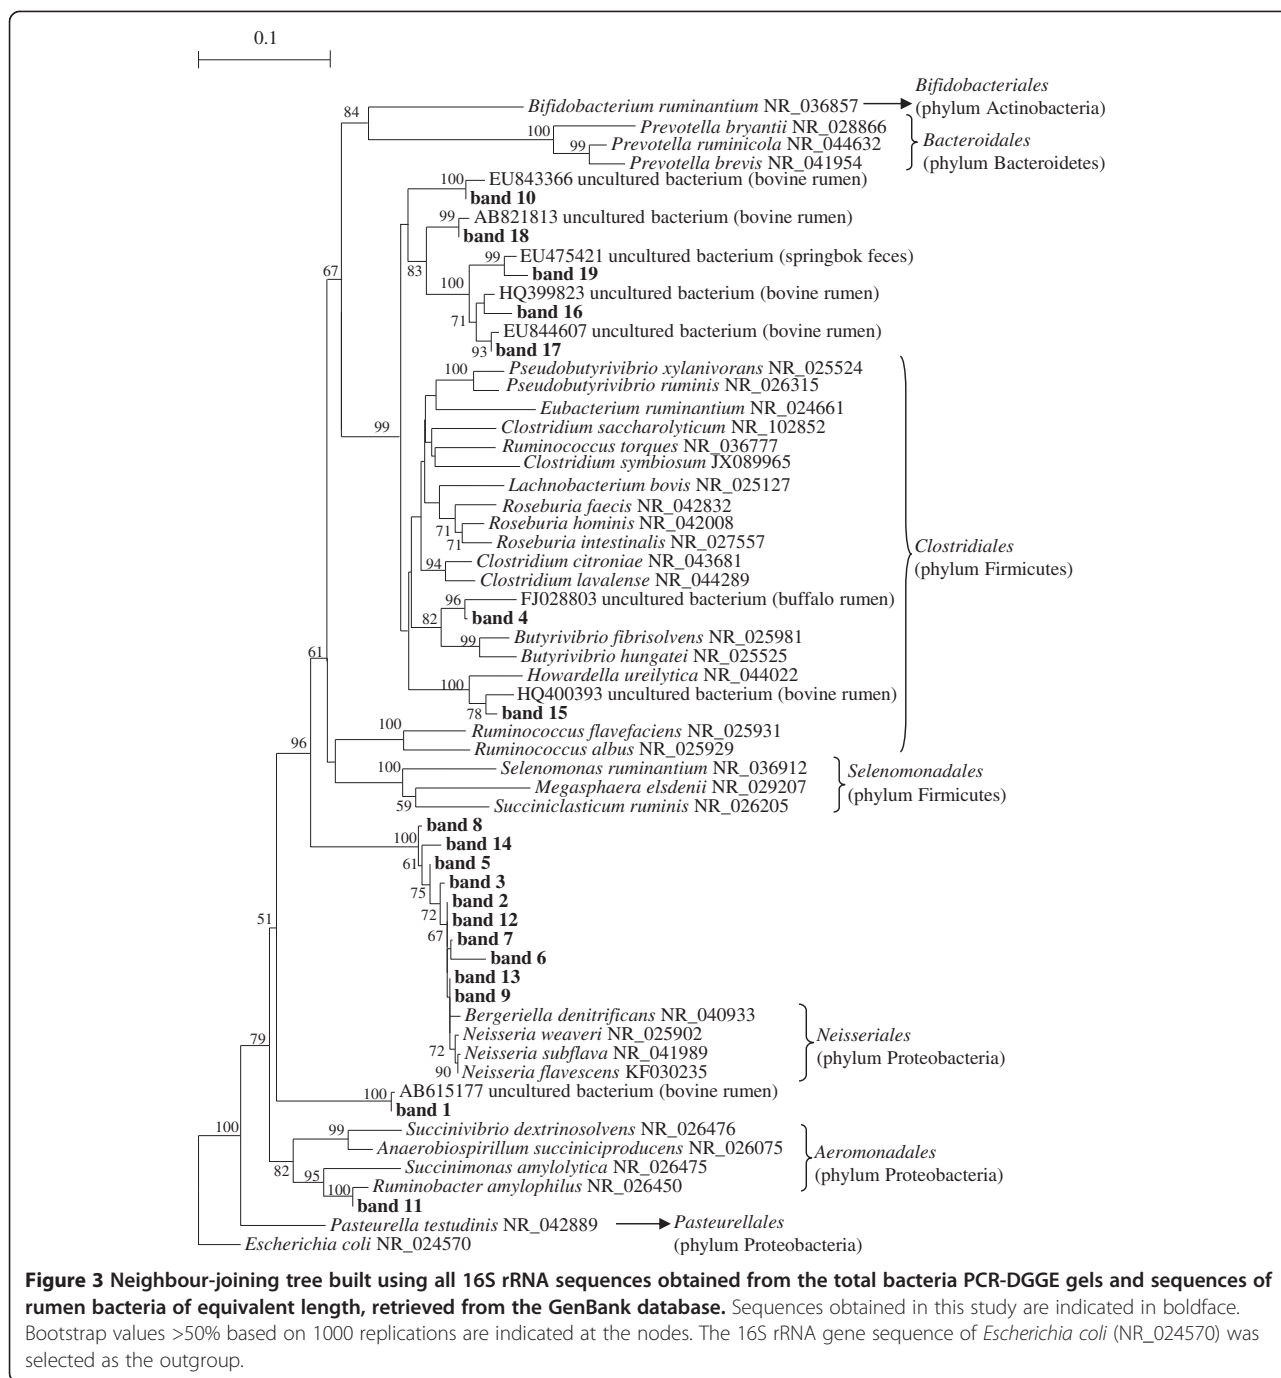 0.1
Bifidobacteriales
84
Bifidobacterium ruminantium NR_036857
(phylum Actinobacteria)
100
Prevotella bryantii NR_028866
Prevotella ruminicola NR_044632
Bacteroidales
99
Prevotella brevis NR_041954
(phylum Bacteroidetes)
100
EU843366 uncultured bacterium (bovine rumen)
band 10
99
AB821813 uncultured bacterium (bovine rumen)
band 18
67
83
99
EU475421 uncultured bacterium (springbok feces)
100
band 19
HQ399823 uncultured bacterium (bovine rumen)
71
band 16
EU844607 uncultured bacterium (bovine rumen)
93
band 17
100
Pseudobutyrivibrio xylanivorans NR_025524
Pseudobutyrivibrio ruminis NR_026315
Eubacterium ruminantium NR_024661
99
Clostridium saccharolyticum NR_102852
Ruminococcus torques NR_036777
Clostridium symbiosum JX089965
Lachnobacterium bovis NR_025127
Roseburia faecis NR_042832
71
Roseburia hominis NR_042008
71
Roseburia intestinalis NR_027557
Clostridiales
94
Clostridium citroniae NR_043681
(phylum Firmicutes)
Clostridium lavalense NR_044289
96
FJ028803 uncultured bacterium (buffalo rumen)
82
band 4
99
Butyrivibrio fibrisolvens NR_025981
61
Butyrivibrio hungatei NR_025525
100
Howardella ureilytica NR_044022
HQ400393 uncultured bacterium (bovine rumen)
78
band 15
100
Ruminococcus flavefaciens NR_025931
96
Ruminococcus albus NR_025929
100
Selenomonas ruminantium NR_036912
Selenomonadales
Megasphaera elsdenii NR_029207
(phylum Firmicutes)
59
Succiniclasticum ruminis NR_026205
band 8
100
band 14
61
band 5
75
band 3
band 2
72
band 12
51
67
band 7
band 6
band 13
band 9
Bergeriella denitrificans NR_040933
Neisseria weaveri NR_025902
Neisseriales
79
72
Neisseria subflava NR_041989
(phylum Proteobacteria)
90
Neisseria flavescens KF030235
100
AB615177 uncultured bacterium (bovine rumen)
band 1
100
99
Succinivibrio dextrinosolvens NR_026476
Anaerobiospirillum succiniciproducens NR_026075
Aeromonadales
82
95
Succinimonas amylolytica NR_026475
(phylum Proteobacteria)
100
Ruminobacter amylophilus NR_026450
band 11
Pasteurella testudinis NR_042889
Pasteurellales
Escherichia coli NR_024570
(phylum Proteobacteria)
Figure 3 Neighbour-joining tree built using all 16S rRNA sequences obtained from the total bacteria PCR-DGGE gels and sequences of
rumen bacteria of equivalent length, retrieved from the GenBank database. Sequences obtained in this study are indicated in boldface.
Bootstrap values >50% based on 1000 replications are indicated at the nodes. The 16S rRNA gene sequence of Escherichia coli (NR_024570) was
selected as the outgroup.